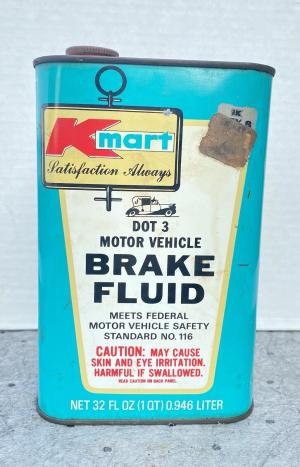 Kmart
Satisfaction Always
DOT 3
MOTOR VEHICLE
BRAKE
FLUID
MEETS FEDERAL
MOTOR VEHICLE SAFETY
STANDARD NO. 116
CAUTION: MAY CAUSE
SKIN AND EYE IRRITATION.
HARMFUL IF SWALLOWED.
READ CAUTION ON BACK PANEL.
NET 32 FL OZ (1 QT) 0.946 LITER